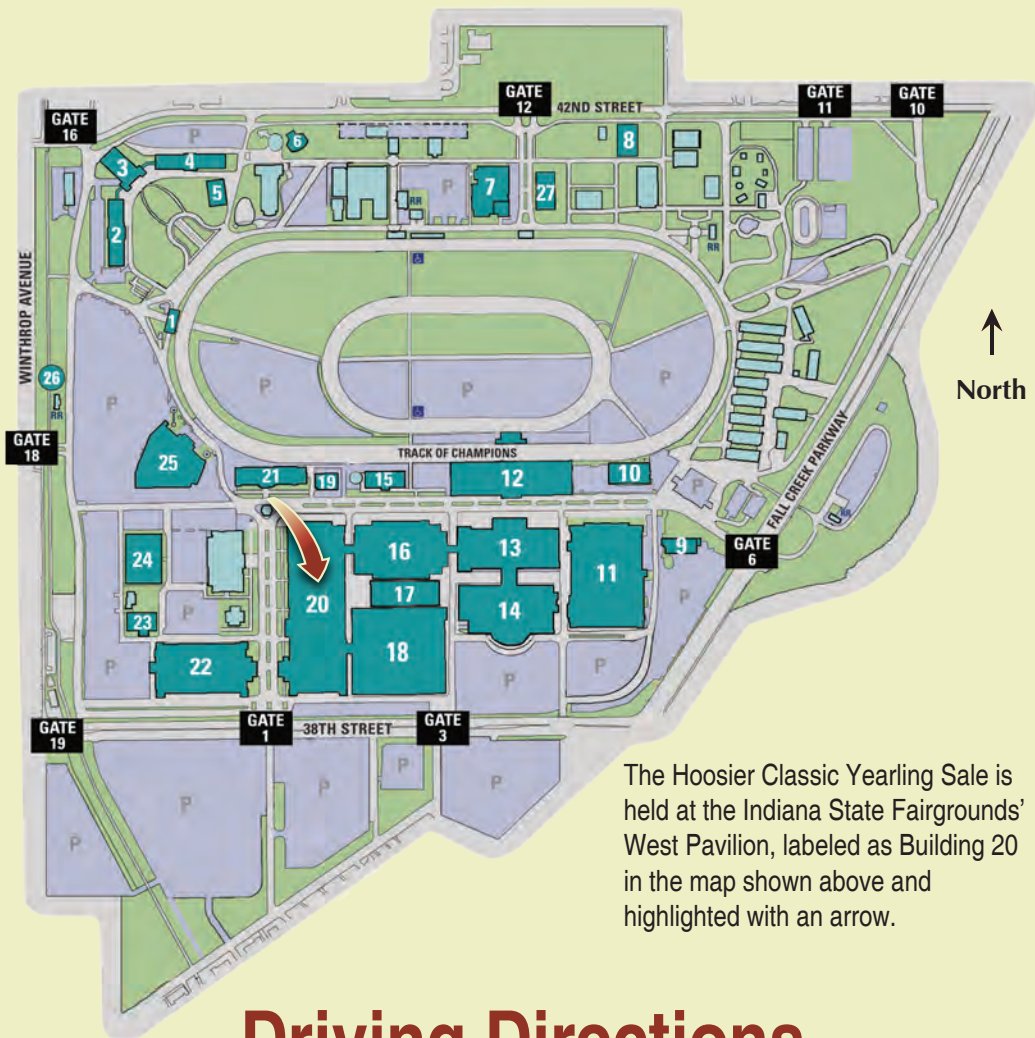 GATE
12
42ND STREET
GATE
11
GATE
10
GATE
16
P
6
8
3
4
5
7
27
P
RR
2
RR
WINTHROP AVENUE
1
North
26
RR
P
P
P
P
GATE
18
25
TRACK OF CHAMPIONS
21
19
15
12
10
P
FALL CREEK PARKWAY
RR
24
20
16
13
11
9
GATE
6
17
14
23
P
P
18
P
22
P
P
GATE
19
GATE
1
38TH STREET
GATE
3
P
P
P
P
P
The Hoosier Classic Yearling Sale is
held at the Indiana State Fairgrounds’
West Pavilion, labeled as Building 20
in the map shown above and
highlighted with an arrow.
Driving Directions